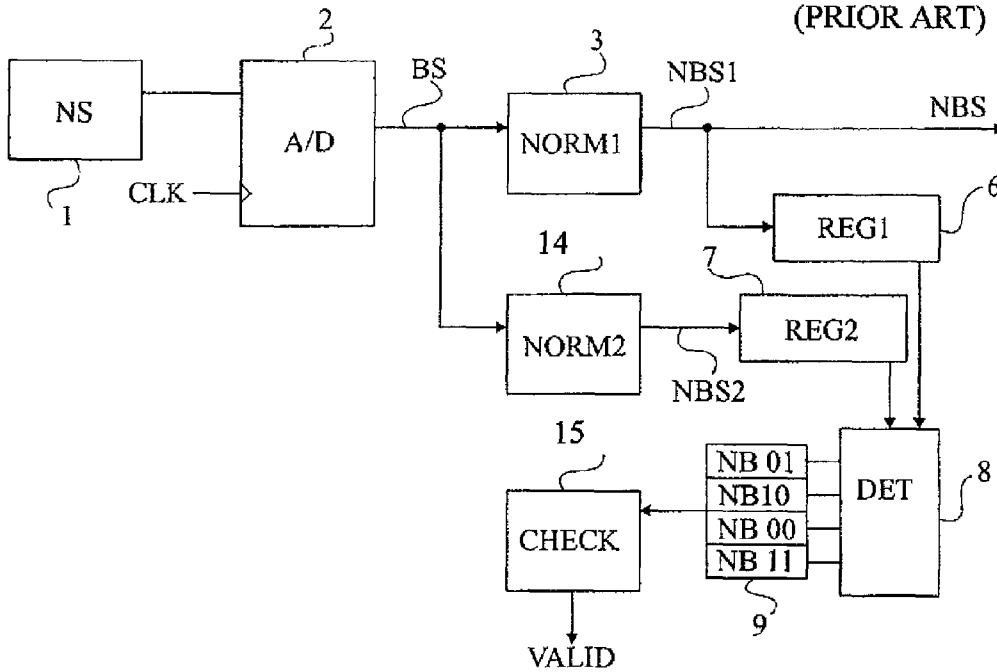 (PRIOR ART)
2
3
BS
NBS1
NBS
NS
A/D
NORM1
CLK
1
6
REG1
14
7
REG2
NORM2
NBS2
15
NB 01
NB10
NB 00
NB 11
DET
8
CHECK
9
VALID